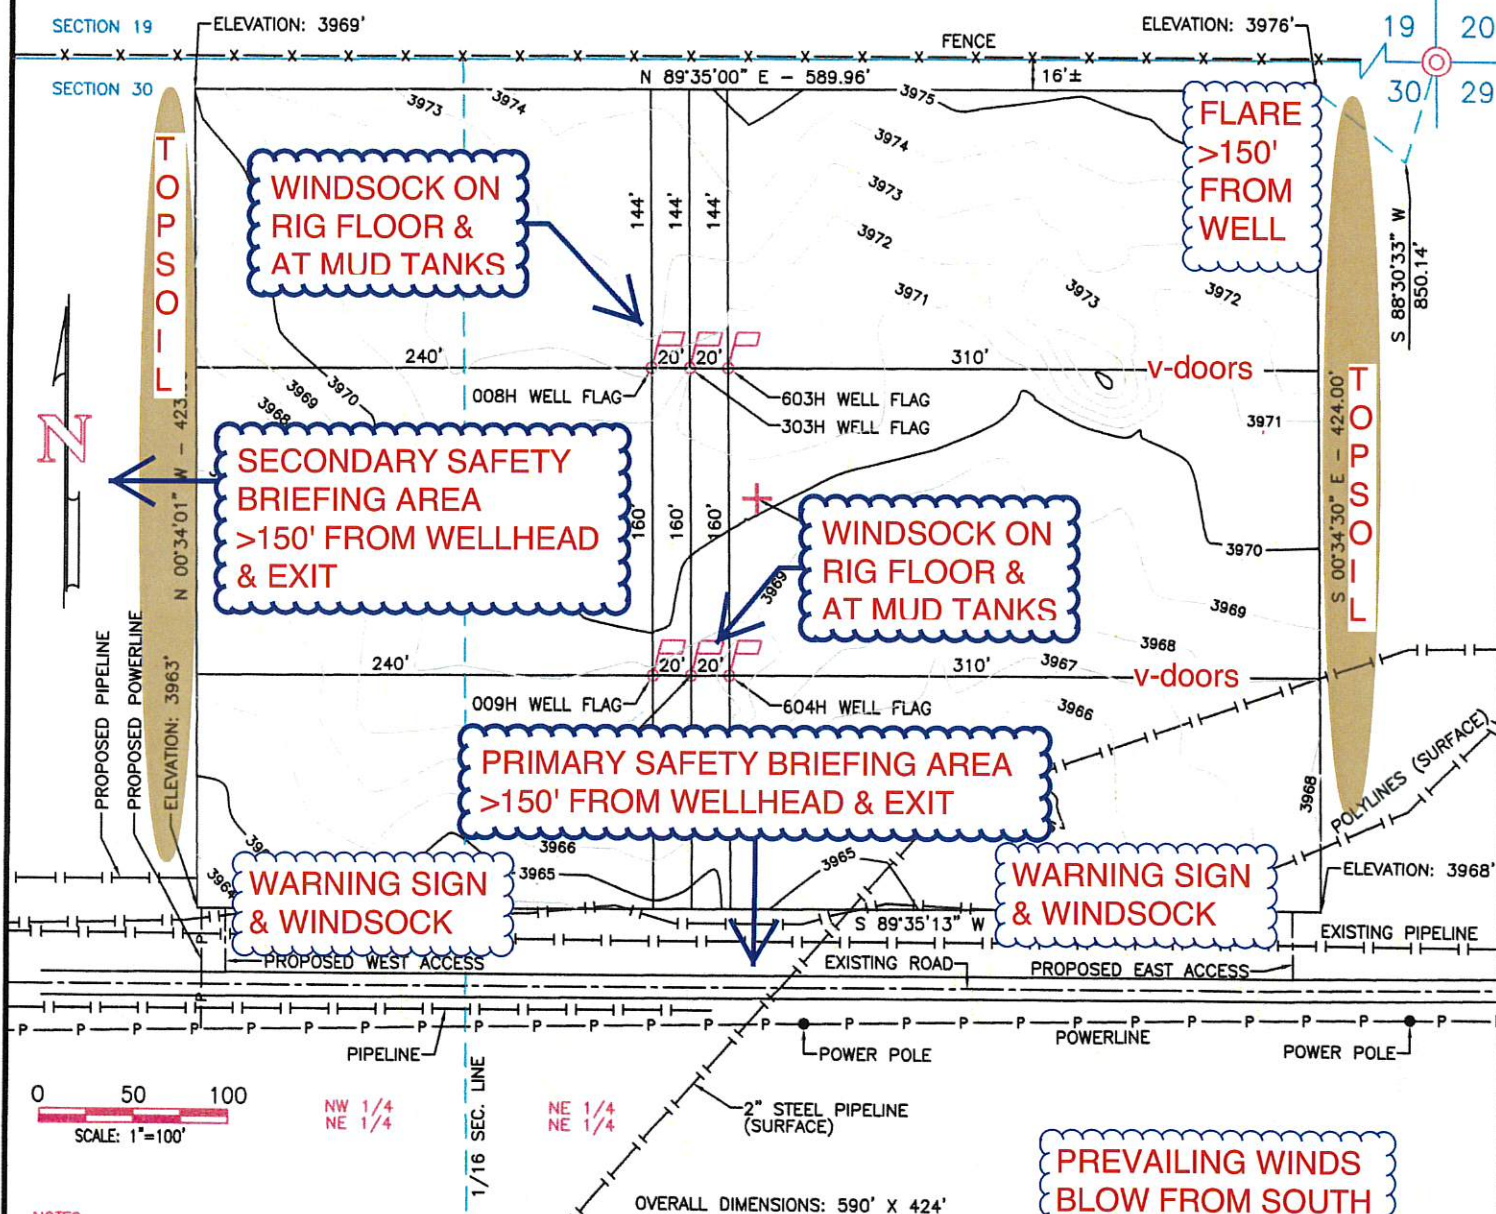 SECTION 19
ELEVATION: 3969'
ELEVATION: 3976'
19 20
FENCE
SECTION 30
N 89°35'00" E - 589.96'
16'±
30 29
3973
3974
3975
FLARE
>150'
FROM
WELL
TOPSOIL
WINDSOCK ON
RIG FLOOR &
AT MUD TANKS
144'
144'
144'
3974
3973
3972
3971
3973
3972
S 88°30'33" W
850.14'
240'
20'
20'
310'
v-doors
TOPSOIL
008H WELL FLAG
603H WELL FLAG
303H WELL FLAG
3970
3969
3968
3971
N
SECONDARY SAFETY
BRIEFING AREA
>150' FROM WELLHEAD
& EXIT
160'
160'
160'
WINDSOCK ON
RIG FLOOR &
AT MUD TANKS
3969
3970
3969
S 00°34'30" E - 424.00'
PROPOSED PIPELINE
PROPOSED POWERLINE
ELEVATION: 3963'
N 00°34'01" W - 423.
240'
20'
20'
310'
3968
3967
v-doors
3966
009H WELL FLAG
604H WELL FLAG
PRIMARY SAFETY BRIEFING AREA
>150' FROM WELLHEAD & EXIT
3968
POLYLINES (SURFACE)
3966
3965
3965
3964
WARNING SIGN
& WINDSOCK
WARNING SIGN
& WINDSOCK
ELEVATION: 3968'
S 89°35'13" W
EXISTING PIPELINE
PROPOSED WEST ACCESS
EXISTING ROAD
PROPOSED EAST ACCESS
P P P P P P P P P P P P P P P P P P P P P P P P
PIPELINE
POWER POLE
POWERLINE
POWER POLE
0 50 100
SCALE: 1"=100'
NW 1/4
NE 1/4
NE 1/4
NE 1/4
1/16 SEC. LINE
2" STEEL PIPELINE
(SURFACE)
PREVAILING WINDS
BLOW FROM SOUTH
OVERALL DIMENSIONS: 590' X 424'